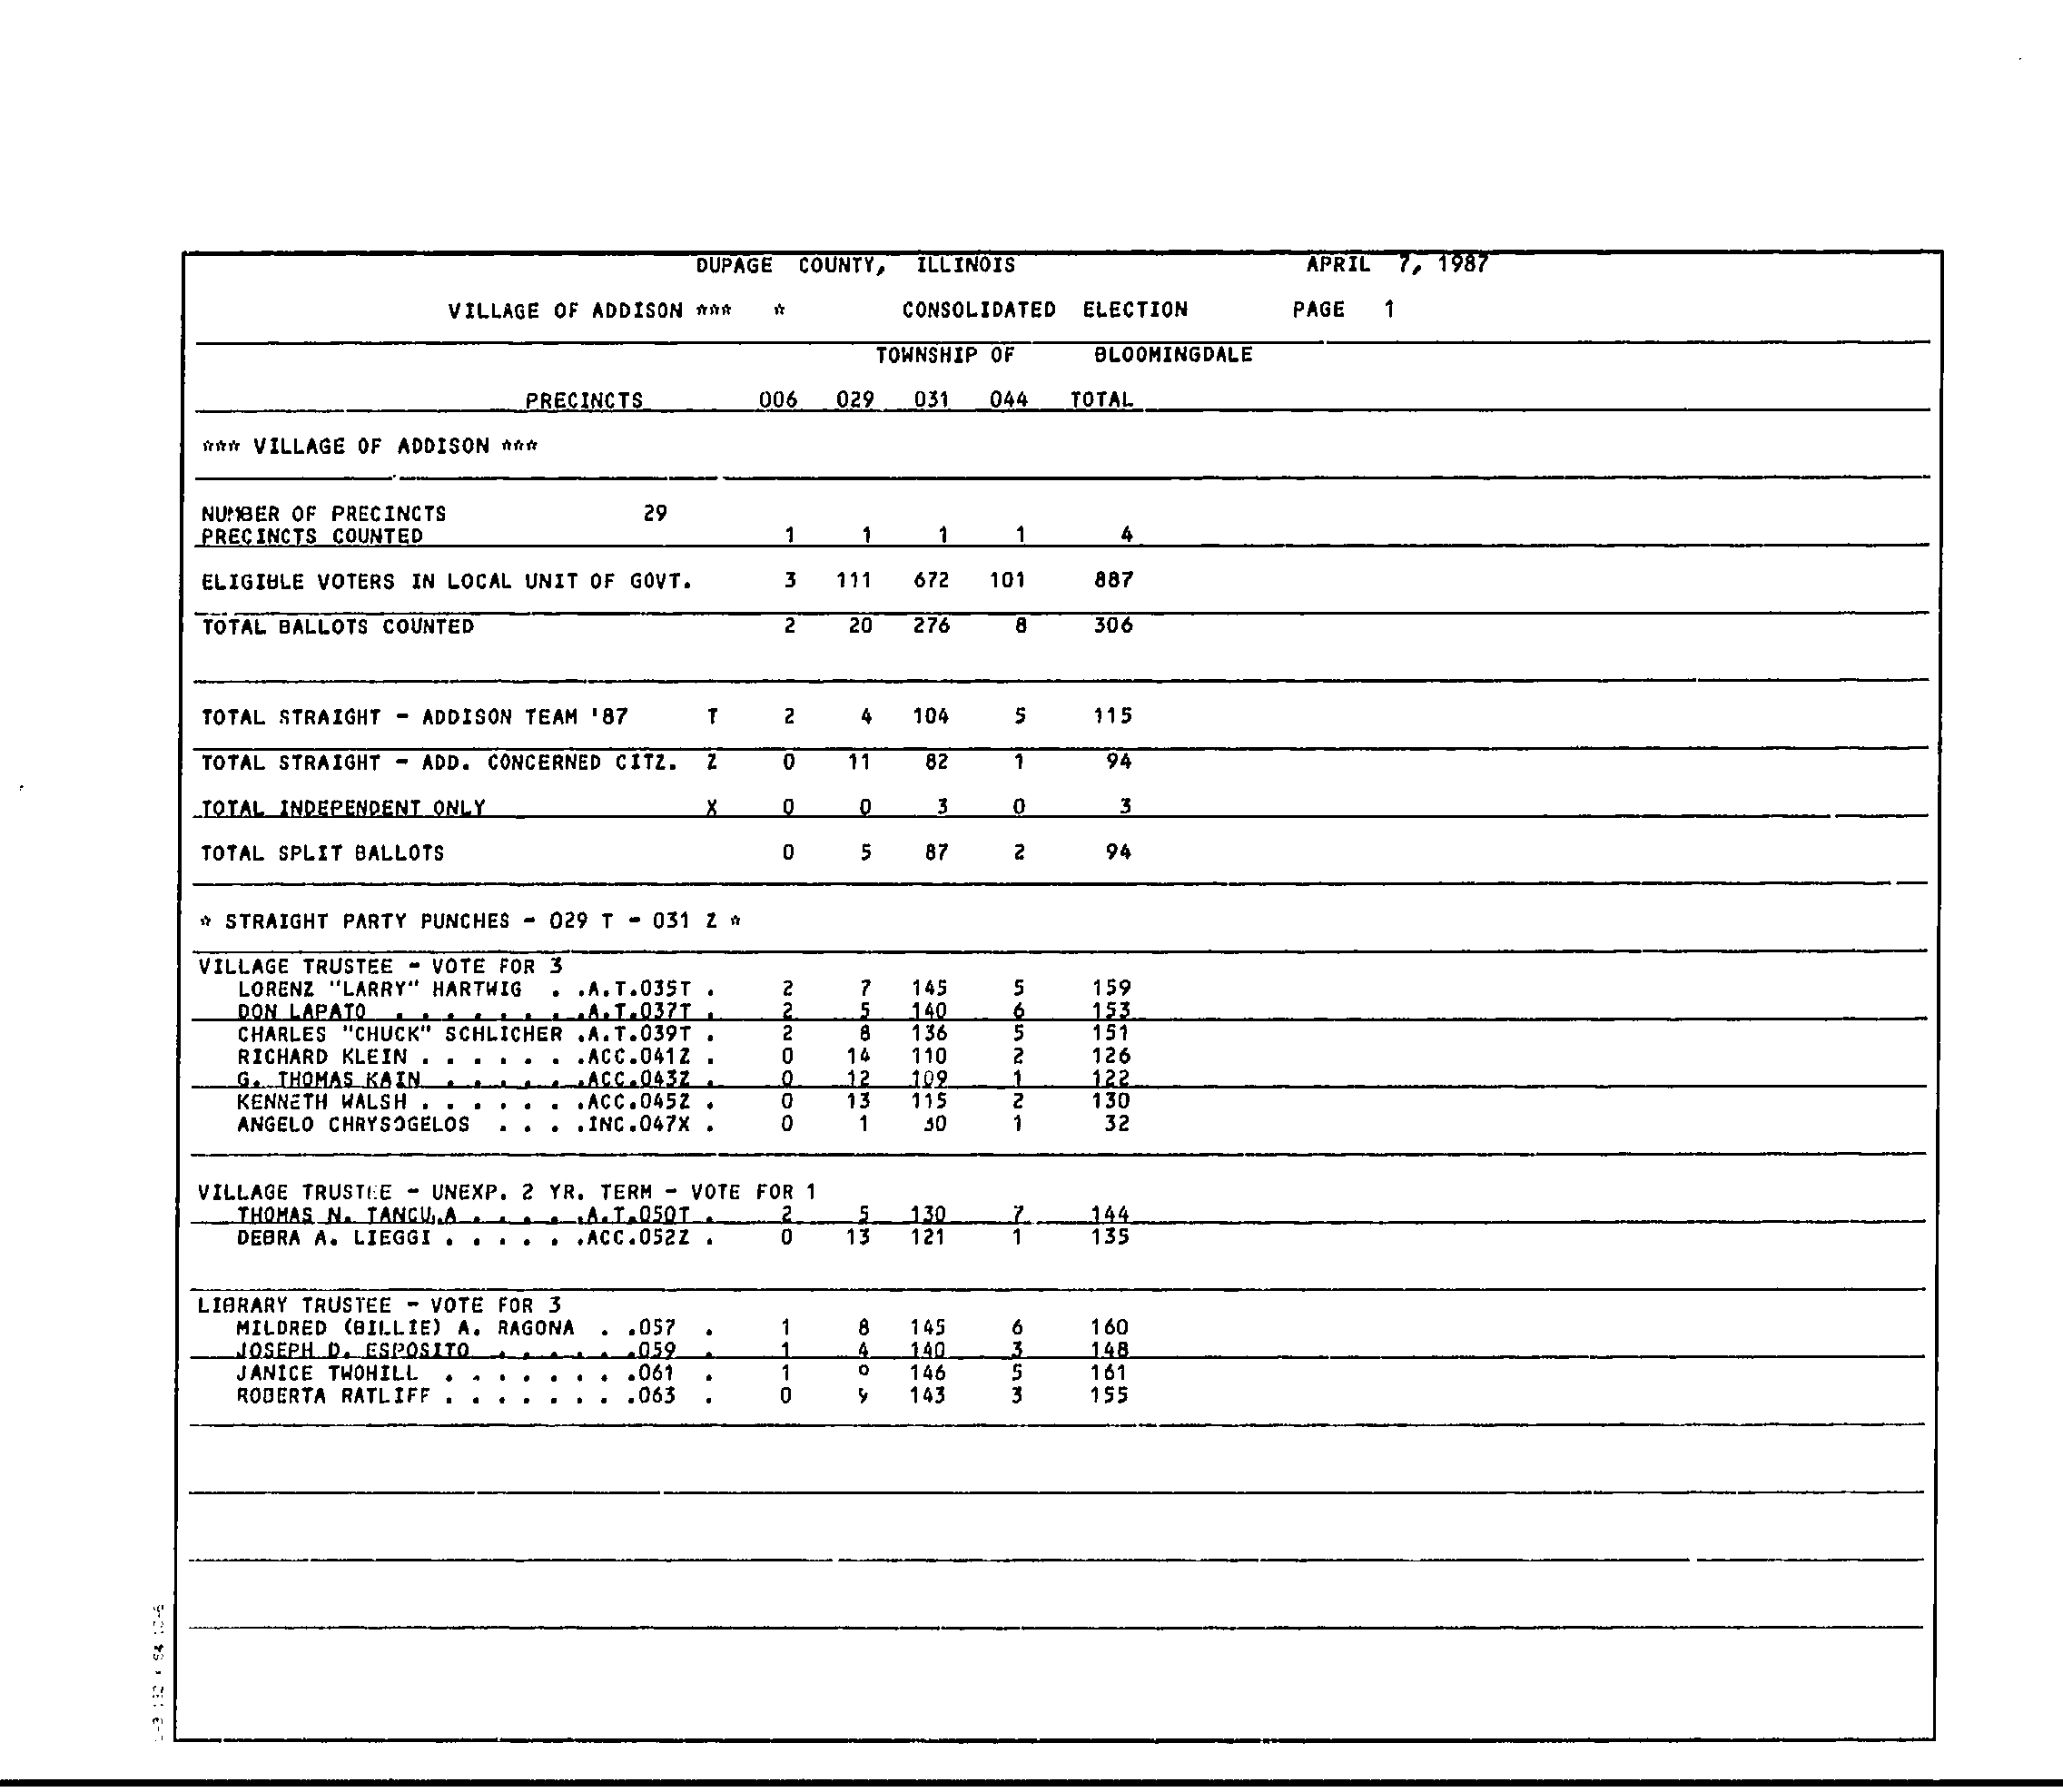 DUPAGE COUNTY, ILLINOIS APRIL 7, 1987
VILLAGE OF ADDISON *** * CONSOLIDATED ELECTION PAGE 1
TOWNSHIP OF BLOOMINGDALE
PRECINCTS 006 029 031 044 TOTAL
*** VILLAGE OF ADDISON ***
NUMBER OF PRECINCTS 29
PRECINCTS COUNTED 1 1 1 1 4
ELIGIBLE VOTERS IN LOCAL UNIT OF GOVT. 3 111 672 101 887
TOTAL BALLOTS COUNTED 2 20 276 8 306
TOTAL STRAIGHT - ADDISON TEAM '87 T 2 4 104 5 115
TOTAL STRAIGHT - ADD. CONCERNED CITZ. Z 0 11 82 1 94
TOTAL INDEPENDENT ONLY X 0 0 3 0 3
TOTAL SPLIT BALLOTS 0 5 87 2 94
* STRAIGHT PARTY PUNCHES - 029 T - 031 Z *
VILLAGE TRUSTEE - VOTE FOR 3
LORENZ "LARRY" HARTWIG . .A.T.035T . 2 7 145 5 159
DON LAPATO . . . . . . . .A.T.037T . 2 5 140 6 153
CHARLES "CHUCK" SCHLICHER .A.T.039T . 2 8 136 5 151
RICHARD KLEIN . . . . . . .ACC.041Z . 0 14 110 2 126
G. THOMAS KAIN . . . . . .ACC.043Z . 0 12 109 1 122
KENNETH WALSH . . . . . . .ACC.045Z . 0 13 115 2 130
ANGELO CHRYSOGELOS . . . .INC.047X . 0 1 30 1 32
VILLAGE TRUSTEE - UNEXP. 2 YR. TERM - VOTE FOR 1
THOMAS N. . . . . .A.T.050T . 2 5 130 7 144
DEBRA A. LIEGGI . . . . . .ACC.052Z . 0 13 121 1 135
LIBRARY TRUSTEE - VOTE FOR 3
MILDRED (BILLIE) A. RAGONA . .057 . 1 8 145 6 160
JOSEPH D. ESPOSITO . . . . . .059 . 1 4 140 3 148
JANICE TWOHILL . . . . . . . .061 . 1 9 146 5 161
ROBERTA RATLIFF . . . . . . . .063 . 0 9 143 3 155